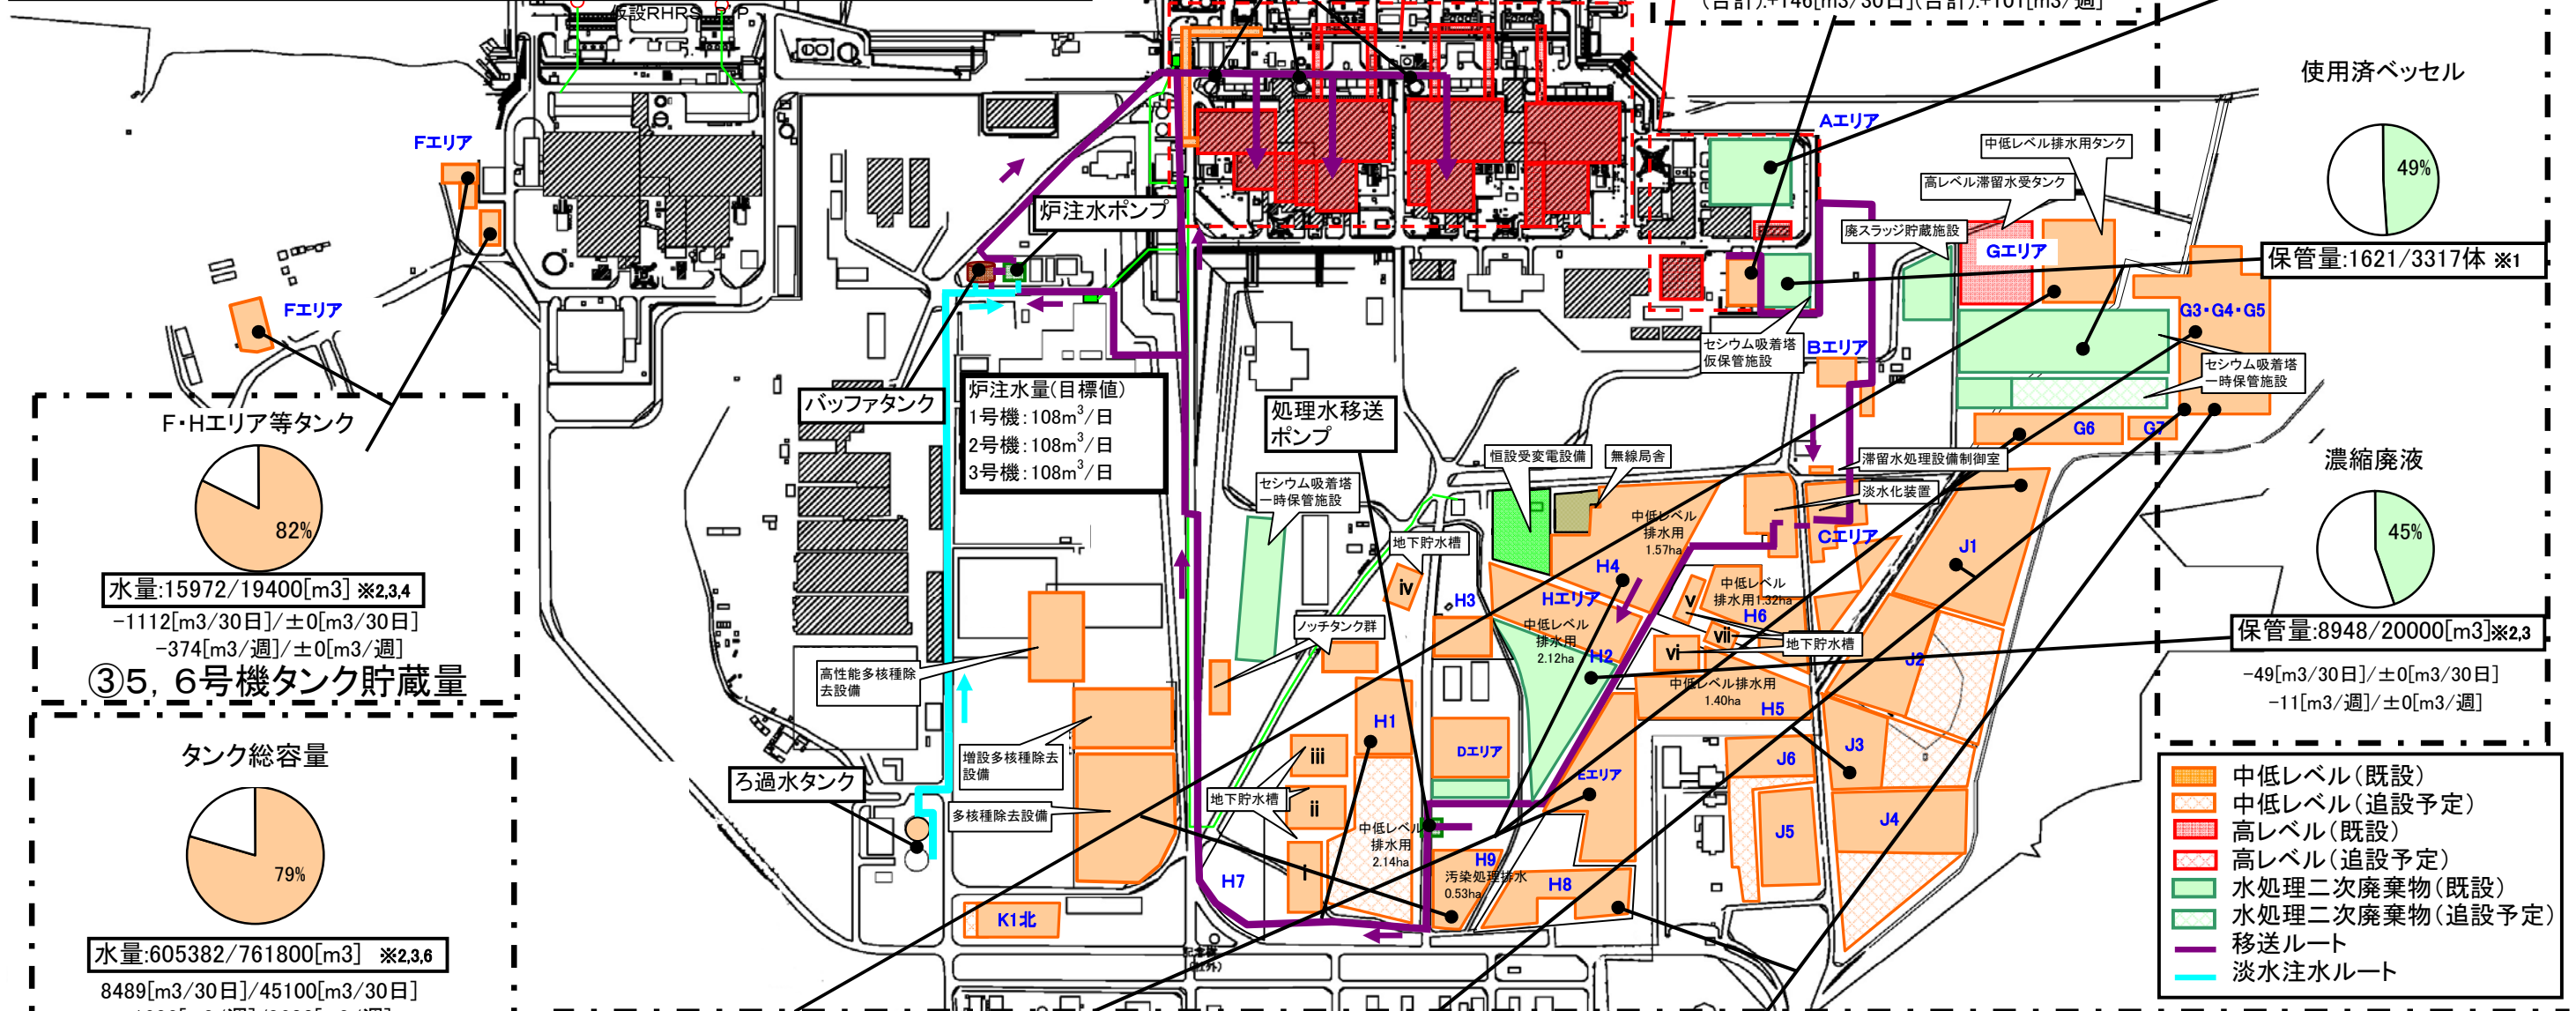 仮設RHRS
P
P
(合計):+146[m3/30日](合計):+101[m3/週]
使用済ベッセル
49%
保管量:1621/3317体 ※1
Aエリア
中低レベル排水用タンク
高レベル滞留水受タンク
廃スラッジ貯蔵施設
Gエリア
G3・G4・G5
Fエリア
Fエリア
炉注水ポンプ
セシウム吸着塔
仮保管施設
Bエリア
セシウム吸着塔
一時保管施設
G6
G7
バッファタンク
炉注水量(目標値)
1号機:108m³/日
2号機:108m³/日
3号機:108m³/日
処理水移送
ポンプ
F・Hエリア等タンク
82%
水量:15972/19400[m3] ※2,3,4
-1112[m3/30日]/±0[m3/30日]
-374[m3/週]/±0[m3/週]
③5，6号機タンク貯蔵量
恒設受変電設備
無線局舎
滞留水処理設備制御室
淡水化装置
Cエリア
濃縮廃液
45%
保管量:8948/20000[m3]※2,3
-49[m3/30日]/±0[m3/30日]
-11[m3/週]/±0[m3/週]
セシウム吸着塔
一時保管施設
地下貯水槽
iv
中低レベル
排水用
1.57ha
H4
H3
Hエリア
中低レベル
排水用
2.12ha
H2
v
中低レベル
排水用1.32ha
H6
vii
vi
地下貯水槽
中低レベル排水用
1.40ha
H5
J1
J2
ノッチタンク群
高性能多核種除
去設備
増設多核種除去
設備
多核種除去設備
ろ過水タンク
H1
iii
地下貯水槽
ii
i
中低レベル
排水用
2.14ha
Dエリア
Eエリア
H9
汚染処理排水
0.53ha
H8
H7
K1北
J3
J6
J5
J4
タンク総容量
79%
水量:605382/761800[m3] ※2,3,6
8489[m3/30日]/45100[m3/30日]
中低レベル(既設)
中低レベル(追設予定)
高レベル(既設)
高レベル(追設予定)
水処理二次廃棄物(既設)
水処理二次廃棄物(追設予定)
移送ルート
淡水注水ルート